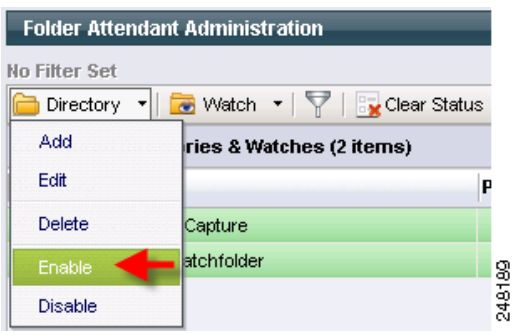 Folder Attendant Administration
No Filter Set
Directory Watch Clear Status
Add
ries & Watches (2 items)
Edit
P
Delete
Capture
Enable
atchfolder
Disable
248189